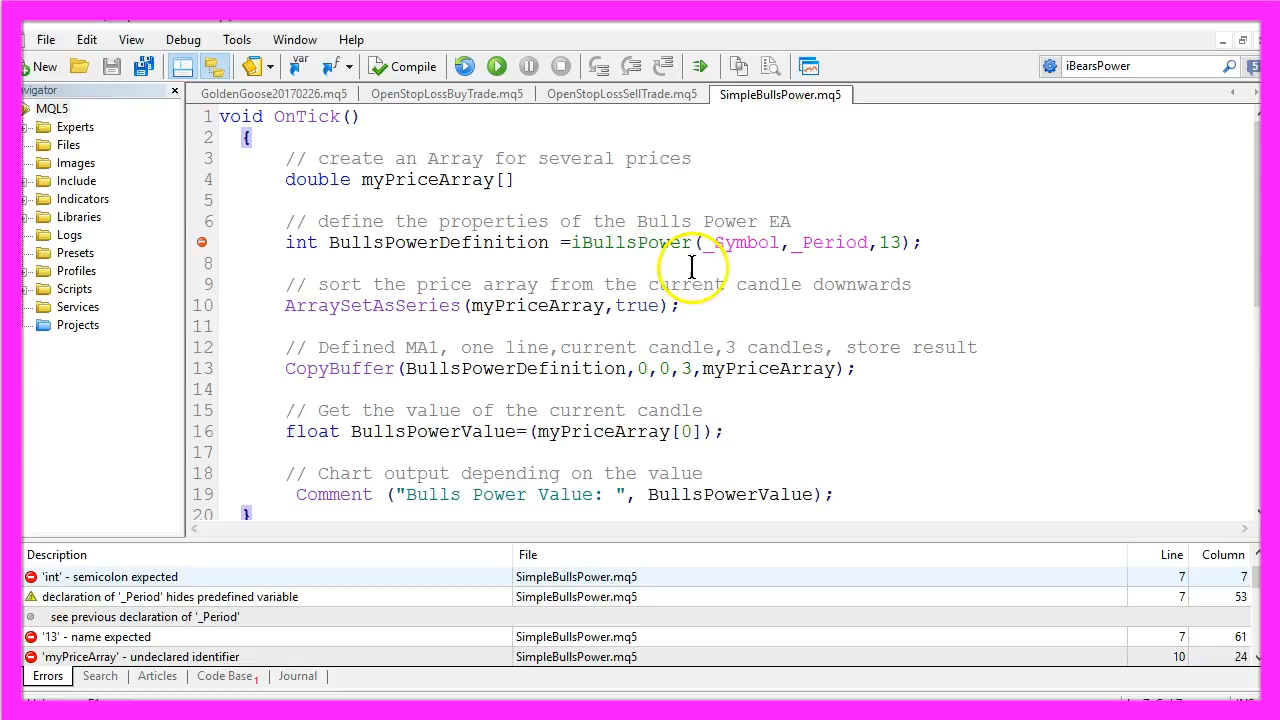 File Edit View Debug Tools Window Help
New Compile iBearsPower 5
avigator × GoldenGoose20170226.mq5 OpenStopLossBuyTrade.mq5 OpenStopLossSellTrade.mq5 SimpleBullsPower.mq5
MQL5
Experts
Files
Images
Include
Indicators
Libraries
Logs
Presets
Profiles
Scripts
Services
Projects
1 void OnTick()
2 {
3 // create an Array for several prices
4 double myPriceArray[]
5
6 // define the properties of the Bulls Power EA
7 int BullsPowerDefinition =iBullsPower(_Symbol,_Period,13);
8
9 // sort the price array from the current candle downwards
10 ArraySetAsSeries(myPriceArray,true);
11
12 // Defined MA1, one line,current candle,3 candles, store result
13 CopyBuffer(BullsPowerDefinition,0,0,3,myPriceArray);
14
15 // Get the value of the current candle
16 float BullsPowerValue=(myPriceArray[0]);
17
18 // Chart output depending on the value
19 Comment ("Bulls Power Value: ", BullsPowerValue);
20 }
Description File Line Column
'int' - semicolon expected SimpleBullsPower.mq5 7 7
declaration of '_Period' hides predefined variable SimpleBullsPower.mq5 7 53
see previous declaration of '_Period'
'13' - name expected SimpleBullsPower.mq5 7 61
'myPriceArray' - undeclared identifier SimpleBullsPower.mq5 10 24
Errors Search Articles Code Base 1 Journal